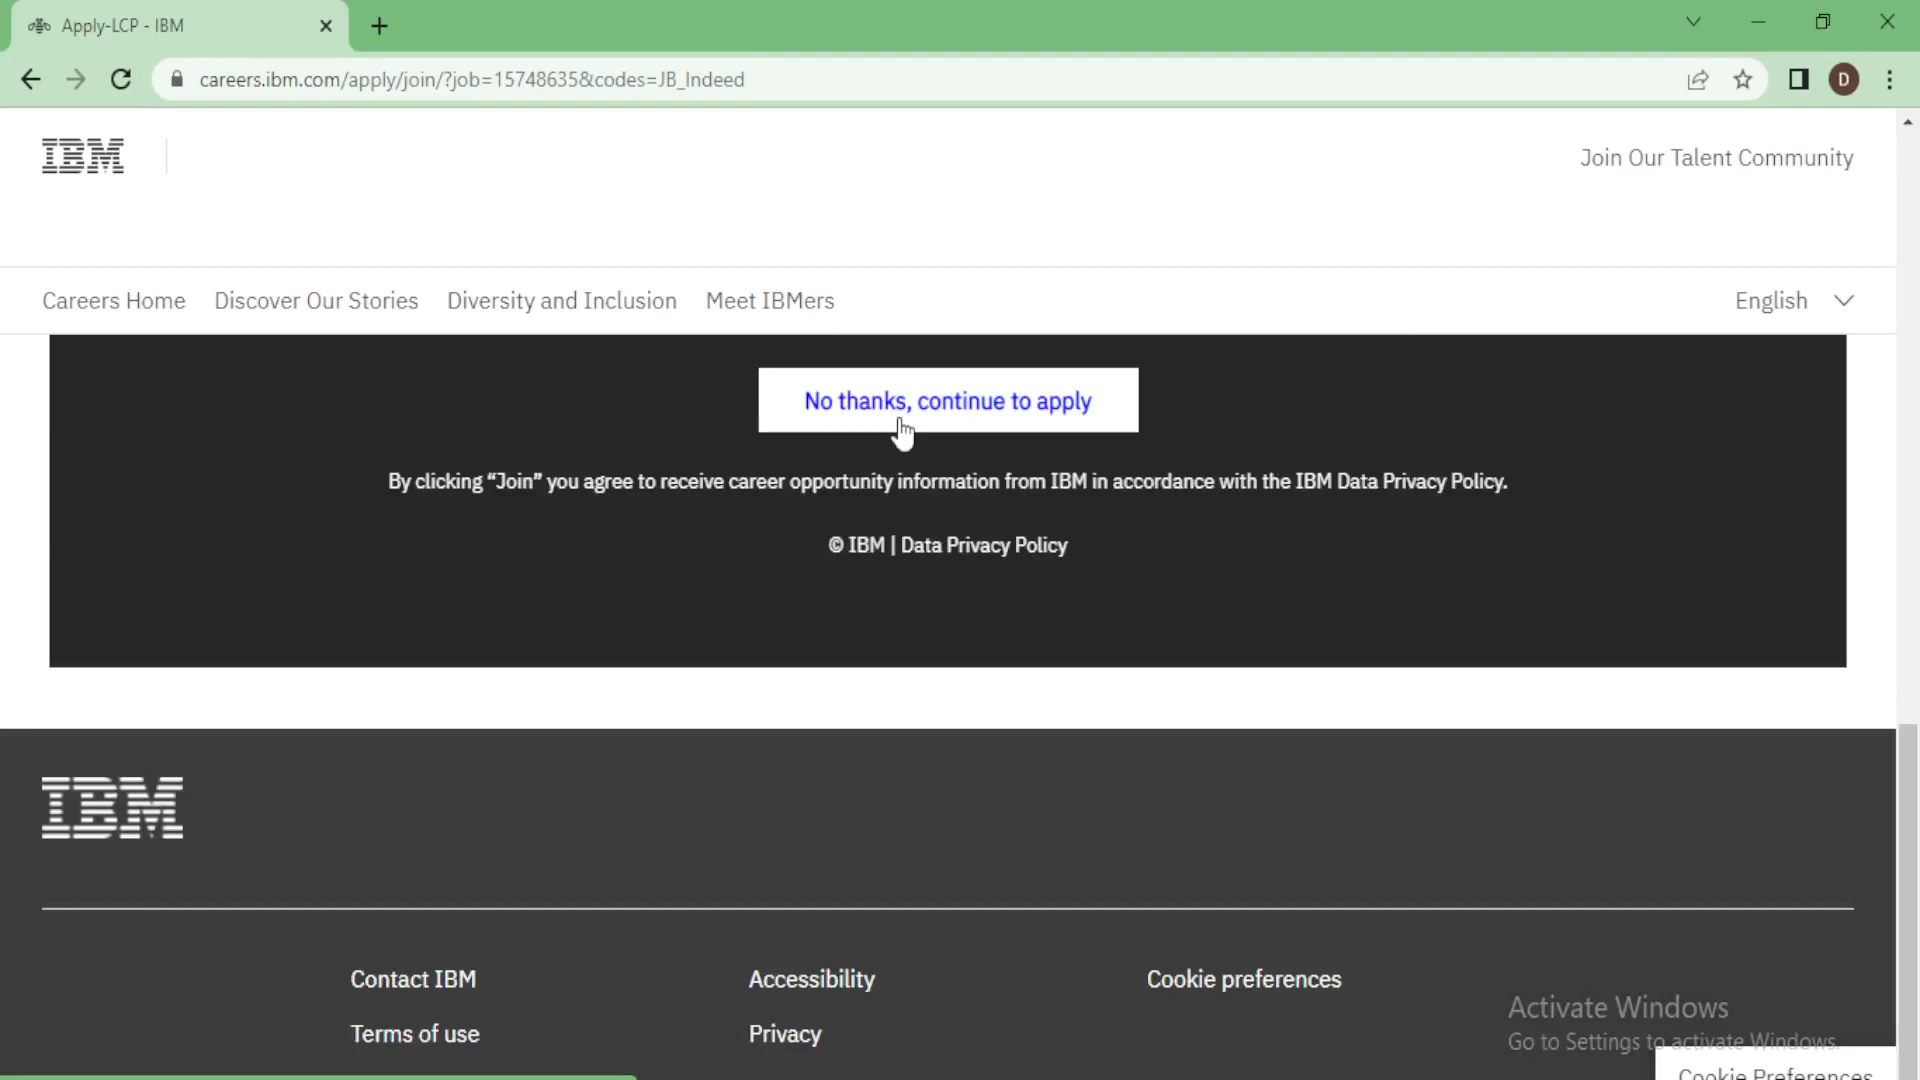 Apply-LCP - IBM
careers.ibm.com/apply/join/?job=15748635&codes=JB_Indeed
D
IBM
Join Our Talent Community
Careers Home Discover Our Stories Diversity and Inclusion Meet IBMers English
No thanks, continue to apply
By clicking “Join” you agree to receive career opportunity information from IBM in accordance with the IBM Data Privacy Policy.
© IBM | Data Privacy Policy
IBM
Contact IBM Accessibility Cookie preferences
Terms of use Privacy
Activate Windows
Go to Settings to activate Windows.
Cookie Preferences